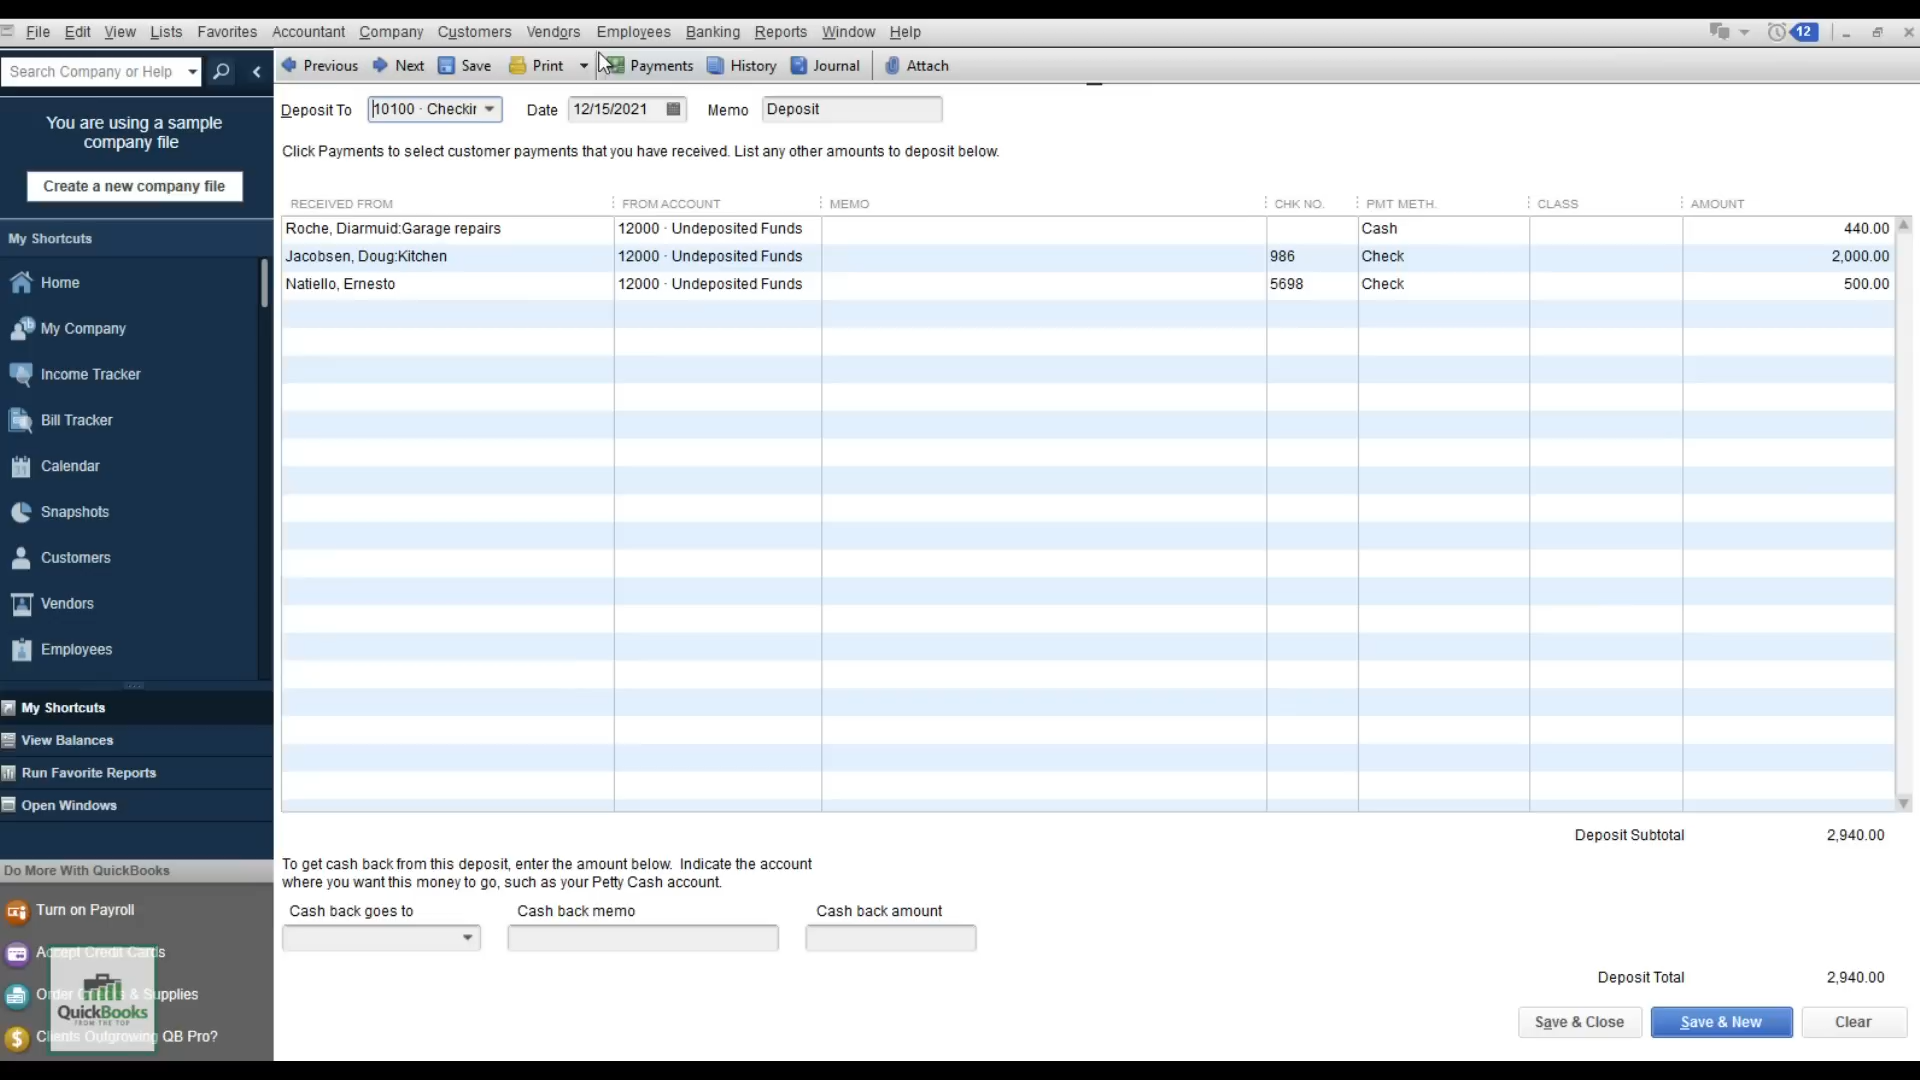 File Edit View Lists Favorites Accountant Company Customers Vendors Employees Banking Reports Window Help 12
Search Company or Help Previous Next Save Print Payments History Journal Attach
You are using a sample
company file
Create a new company file
Deposit To 10100 · Checkir Date 12/15/2021 Memo Deposit
Click Payments to select customer payments that you have received. List any other amounts to deposit below.
RECEIVED FROM FROM ACCOUNT MEMO CHK NO. PMT METH. CLASS AMOUNT
Roche, Diarmuid:Garage repairs 12000 · Undeposited Funds Cash 440.00
Jacobsen, Doug:Kitchen 12000 · Undeposited Funds 986 Check 2,000.00
Natiello, Ernesto 12000 · Undeposited Funds 5698 Check 500.00
My Shortcuts
Home
My Company
Income Tracker
Bill Tracker
Calendar
Snapshots
Customers
Vendors
Employees
My Shortcuts
View Balances
Run Favorite Reports
Open Windows
Deposit Subtotal 2,940.00
To get cash back from this deposit, enter the amount below. Indicate the account
where you want this money to go, such as your Petty Cash account.
Cash back goes to Cash back memo Cash back amount
Deposit Total 2,940.00
Save & Close Save & New Clear
Do More With QuickBooks
Turn on Payroll
Accept Credit Cards
Order & Supplies
Clients Outgrowing QB Pro?
QuickBooks
FROM THE TOP